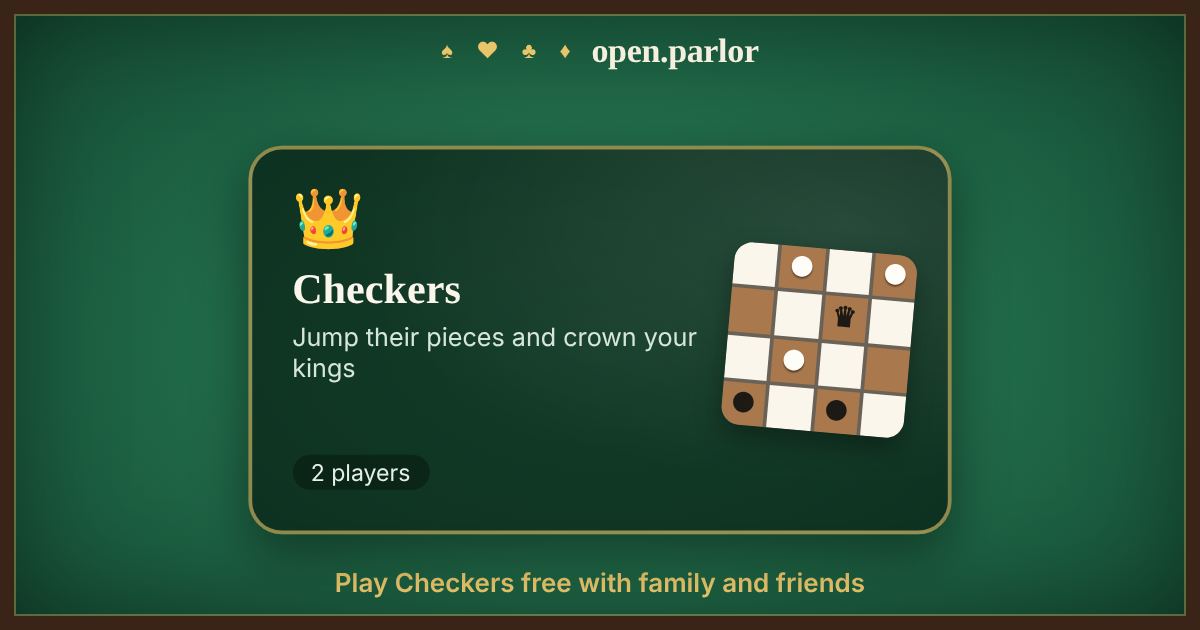 ♠ ♥ ♣ ♦ open.parlor
Checkers
Jump their pieces and crown your
kings
2 players
Play Checkers free with family and friends